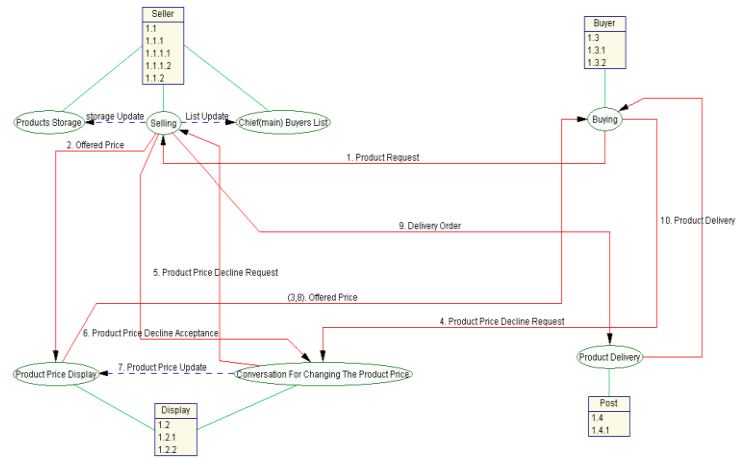 Seller
1.1
1.1.1
1.1.1.1
1.1.1.2
1.1.2
Buyer
1.3
1.3.1
1.3.2
Products Storage
storage Update
Selling
List Update
Chief(main) Buyers List
Buying
2. Offered Price
1. Product Request
9. Delivery Order
10. Product Delivery
5. Product Price Decline Request
(3,8). Offered Price
6. Product Price Decline Acceptance
4. Product Price Decline Request
Product Price Display
7. Product Price Update
Conversation For Changing The Product Price
Product Delivery
Display
1.2
1.2.1
1.2.2
Post
1.4
1.4.1